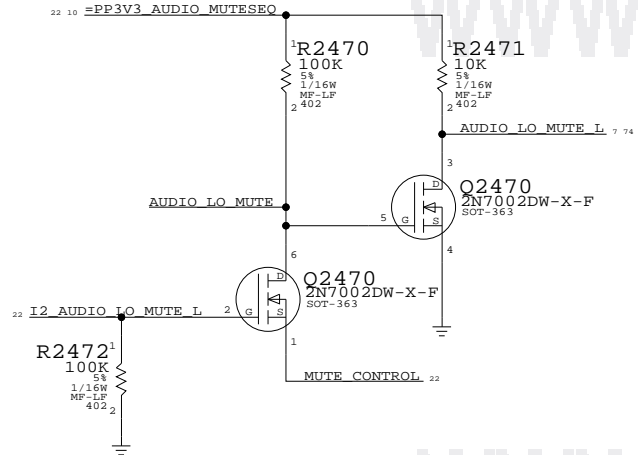 22 10 =PP3V3_AUDIO_MUTESEQ
1
R2470
100K
5%
1/16W
MF-LF
402
2
1
R2471
10K
5%
1/16W
MF-LF
402
2
AUDIO_LO_MUTE_L 7 74
3
D
Q2470
2N7002DW-X-F
SOT-363
AUDIO_LO_MUTE
5 G S
4
6
D
Q2470
2N7002DW-X-F
SOT-363
22 I2_AUDIO_LO_MUTE_L
2 G S
1
R2472
1
100K
5%
1/16W
MF-LF
402
2
MUTE_CONTROL 22